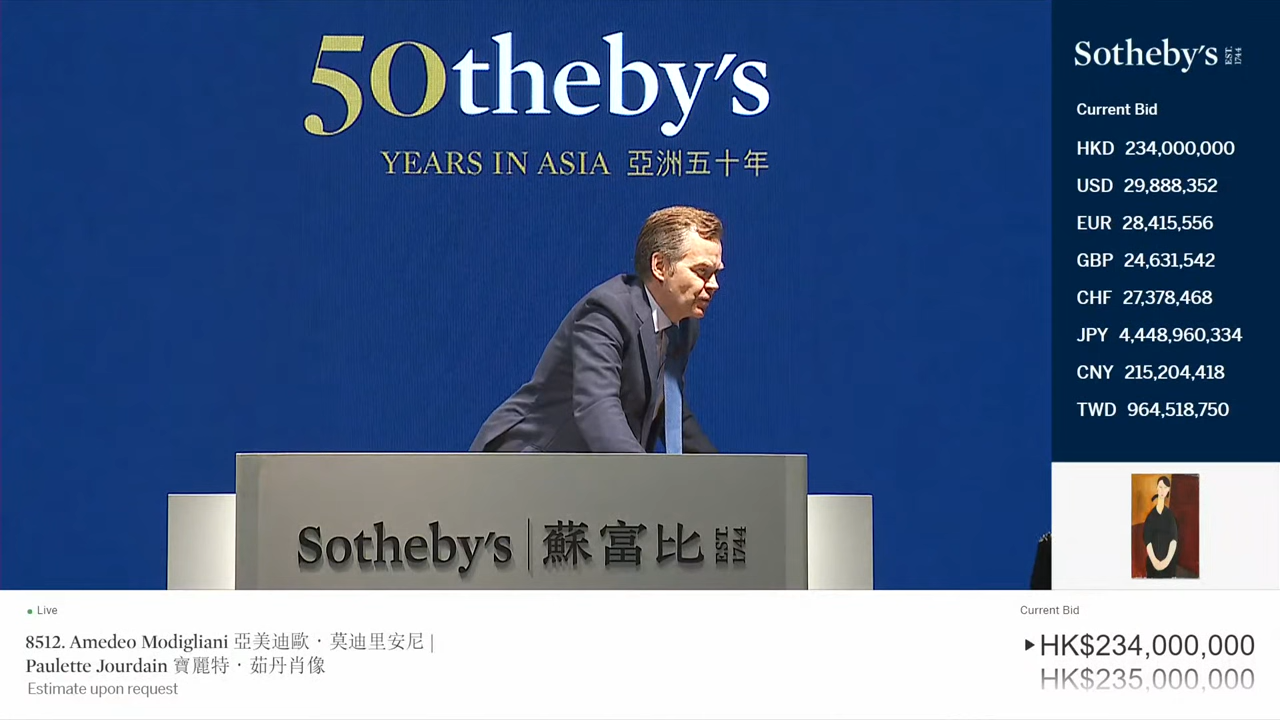 50theby's
YEARS IN ASIA 亞洲五十年
Sotheby's | 蘇富比 EST. 1744
Sotheby's EST. 1744
Current Bid
HKD 234,000,000
USD 29,888,352
EUR 28,415,556
GBP 24,631,542
CHF 27,378,468
JPY 4,448,960,334
CNY 215,204,418
TWD 964,518,750
Live
8512. Amedeo Modigliani 亞美迪歐·莫迪里安尼 |
Paulette Jourdain 寶麗特·茹丹肖像
Estimate upon request
Current Bid
HK$234,000,000
HK$235,000,000